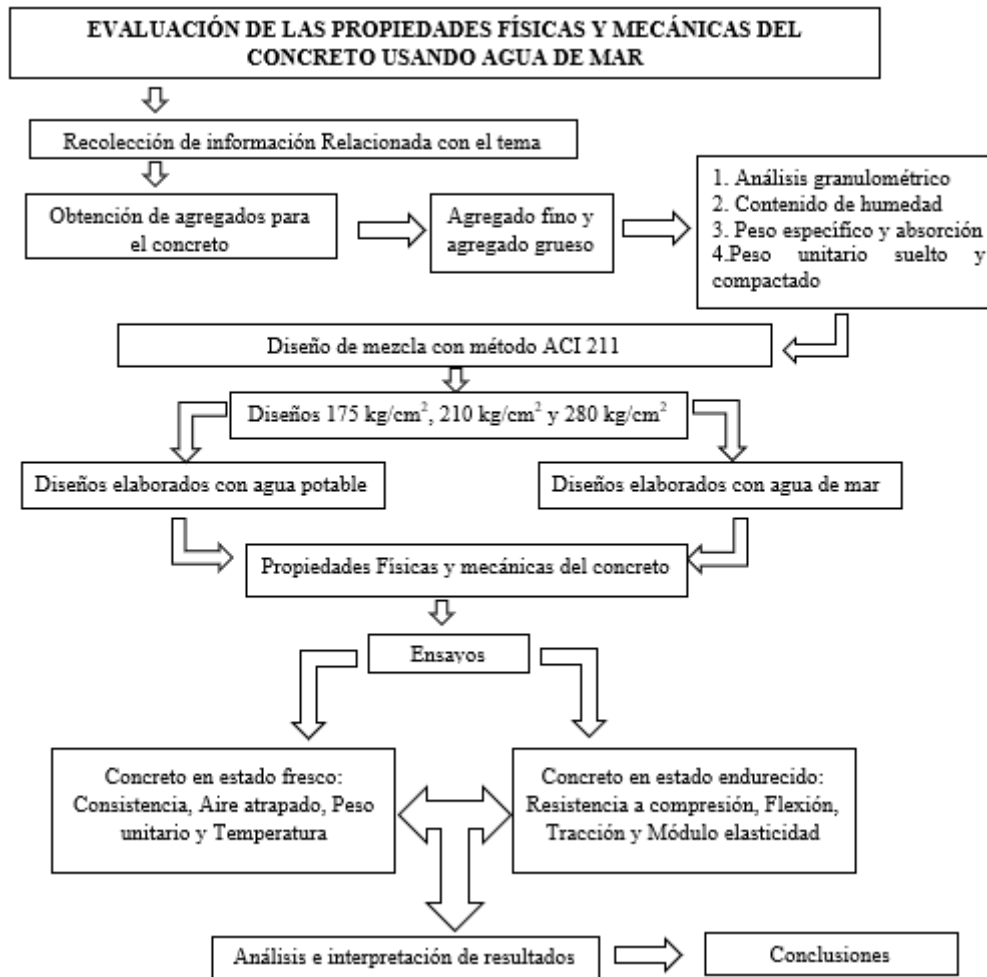 EVALUACIÓN DE LAS PROPIEDADES FÍSICAS Y MECÁNICAS DEL
CONCRETO USANDO AGUA DE MAR
Recolección de información Relacionada con el tema
Obtención de agregados para
el concreto
Agregado fino y
agregado grueso
1. Análisis granulométrico
2. Contenido de humedad
3. Peso específico y absorción
4.Peso unitario suelto y
compactado
Diseño de mezcla con método ACI 211
Diseños 175 kg/cm², 210 kg/cm² y 280 kg/cm²
Diseños elaborados con agua potable
Diseños elaborados con agua de mar
Propiedades Físicas y mecánicas del concreto
Ensayos
Concreto en estado fresco:
Consistencia, Aire atrapado, Peso
unitario y Temperatura
Concreto en estado endurecido:
Resistencia a compresión, Flexión,
Tracción y Módulo elasticidad
Análisis e interpretación de resultados
Conclusiones